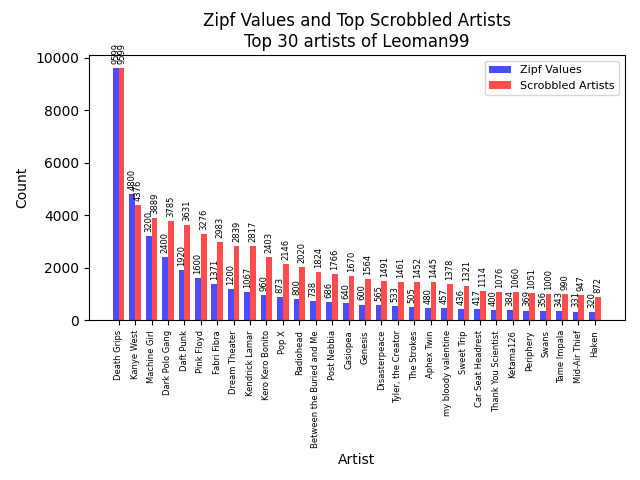 Zipf Values and Top Scrobbled Artists
Top 30 artists of Leoman99
Zipf Values
Scrobbled Artists
Count
10000
8000
6000
4000
2000
0
9599 9599
4800 4376
3200 3889
2400 3785
1920 3631
1600 3276
1371 2983
1200 2839
1067 2817
960 2403
873 2146
800 2020
738 1824
686 1766
640 1670
600 1564
565 1491
533 1461
505 1452
480 1445
457 1378
436 1321
417 1114
400 1076
384 1060
369 1051
356 1000
343 990
331 947
320 872
Death Grips
Kanye West
Machine Girl
Dark Polo Gang
Daft Punk
Pink Floyd
Fabri Fibra
Dream Theater
Kendrick Lamar
Kero Kero Bonito
Pop X
Radiohead
Between the Buried and Me
Post Nebbia
Casiopea
Genesis
Disasterpeace
Tyler, the Creator
The Strokes
Aphex Twin
my bloody valentine
Sweet Trip
Car Seat Headrest
Thank You Scientist
Ketama126
Periphery
Swans
Tame Impala
Mid-Air Thief
Haken
Artist